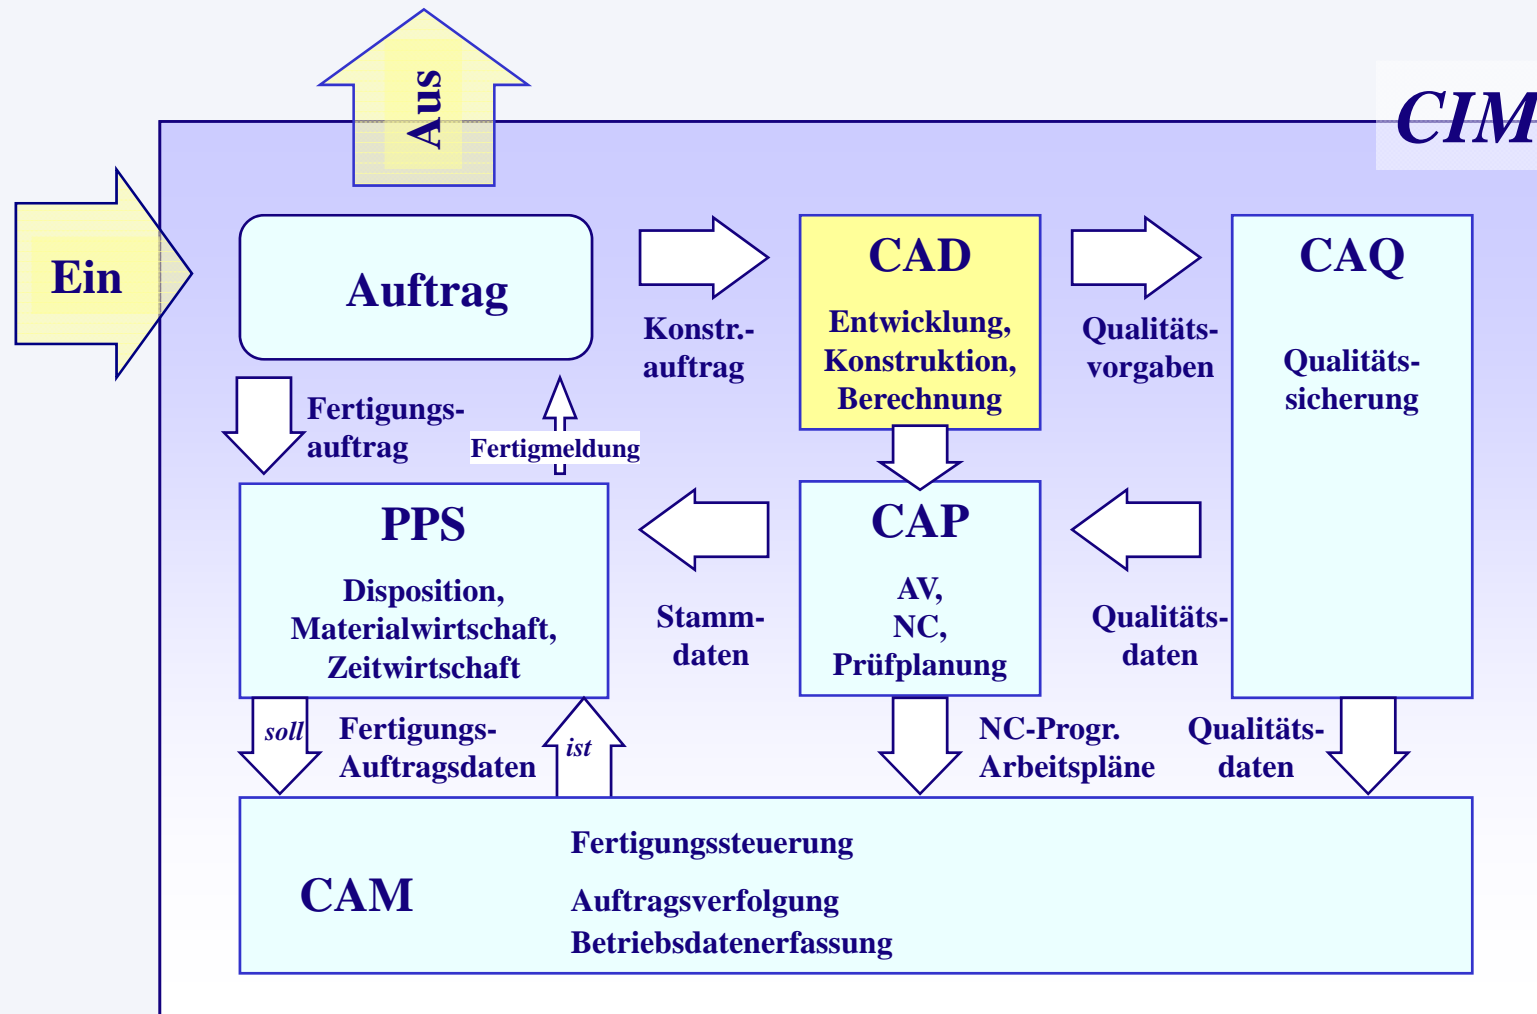 Aus
CIM
Ein
Auftrag
Konstr.-
auftrag
CAD
Entwicklung,
Konstruktion,
Berechnung
Qualitäts-
vorgaben
CAQ
Qualitäts-
sicherung
Fertigungs-
auftrag
Fertigmeldung
PPS
Disposition,
Materialwirtschaft,
Zeitwirtschaft
Stamm-
daten
CAP
AV,
NC,
Prüfplanung
Qualitäts-
daten
soll
Fertigungs-
Auftragsdaten
ist
NC-Progr.
Arbeitspläne
Qualitäts-
daten
CAM
Fertigungssteuerung
Auftragsverfolgung
Betriebsdatenerfassung